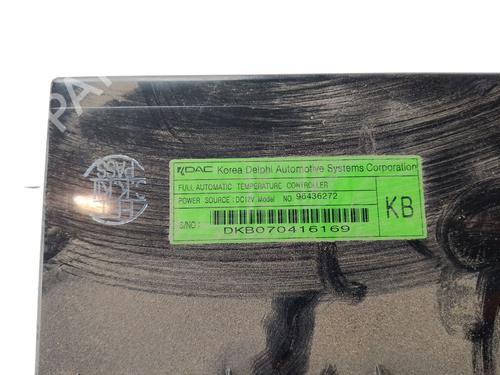 KDAC Korea Delphi Automotive Systems Corporation
FULL AUTOMATIC TEMPERATURE CONTROLLER
POWER SOURCE : DC12V Model NO. 96436272
S/NO :
DKB070416169
KB
PASS